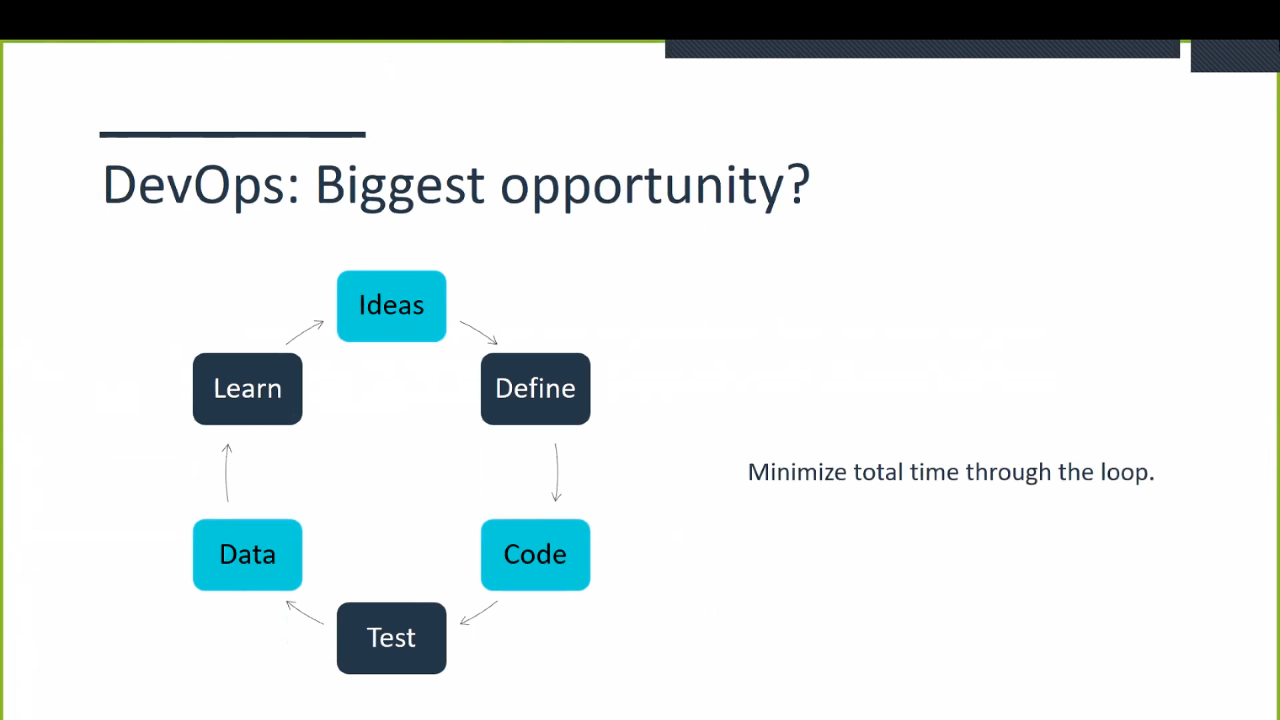 DevOps: Biggest opportunity?
Ideas
Learn
Define
Minimize total time through the loop.
Data
Code
Test